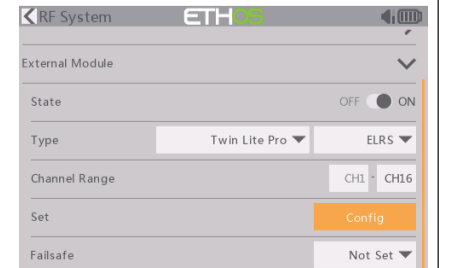 RF System ETHOS
External Module
State OFF ON
Type Twin Lite Pro ELRS
Channel Range CH1 - CH16
Set Config
Failsafe Not Set